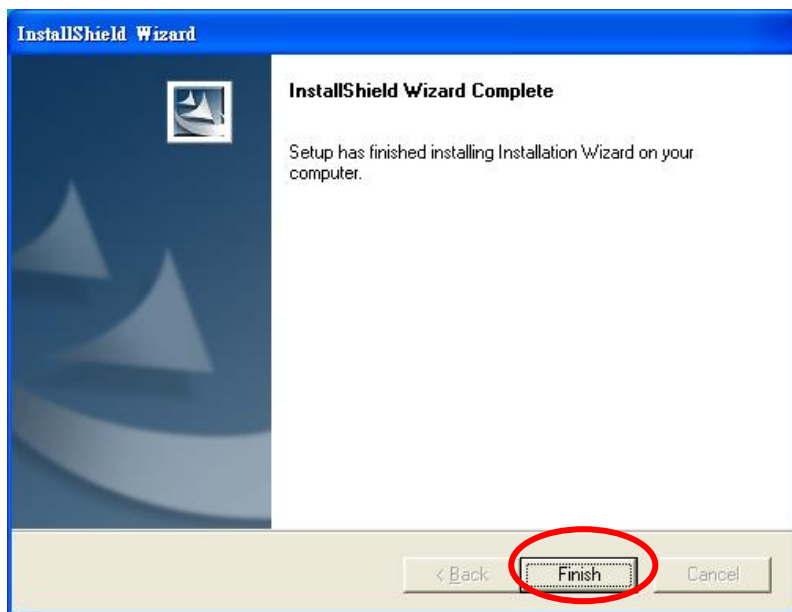 InstallShield Wizard
InstallShield Wizard Complete
Setup has finished installing Installation Wizard on your
computer.
< Back
Finish
Cancel